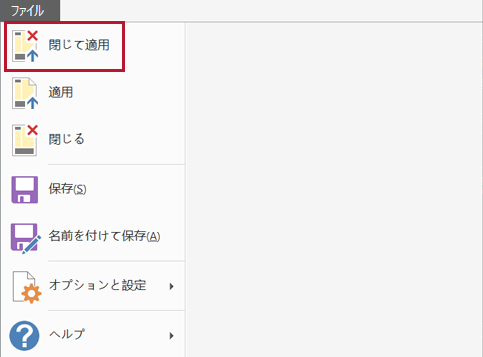 ファイル
閉じて適用
適用
閉じる
保存(S)
名前を付けて保存(A)
オプションと設定
ヘルプ